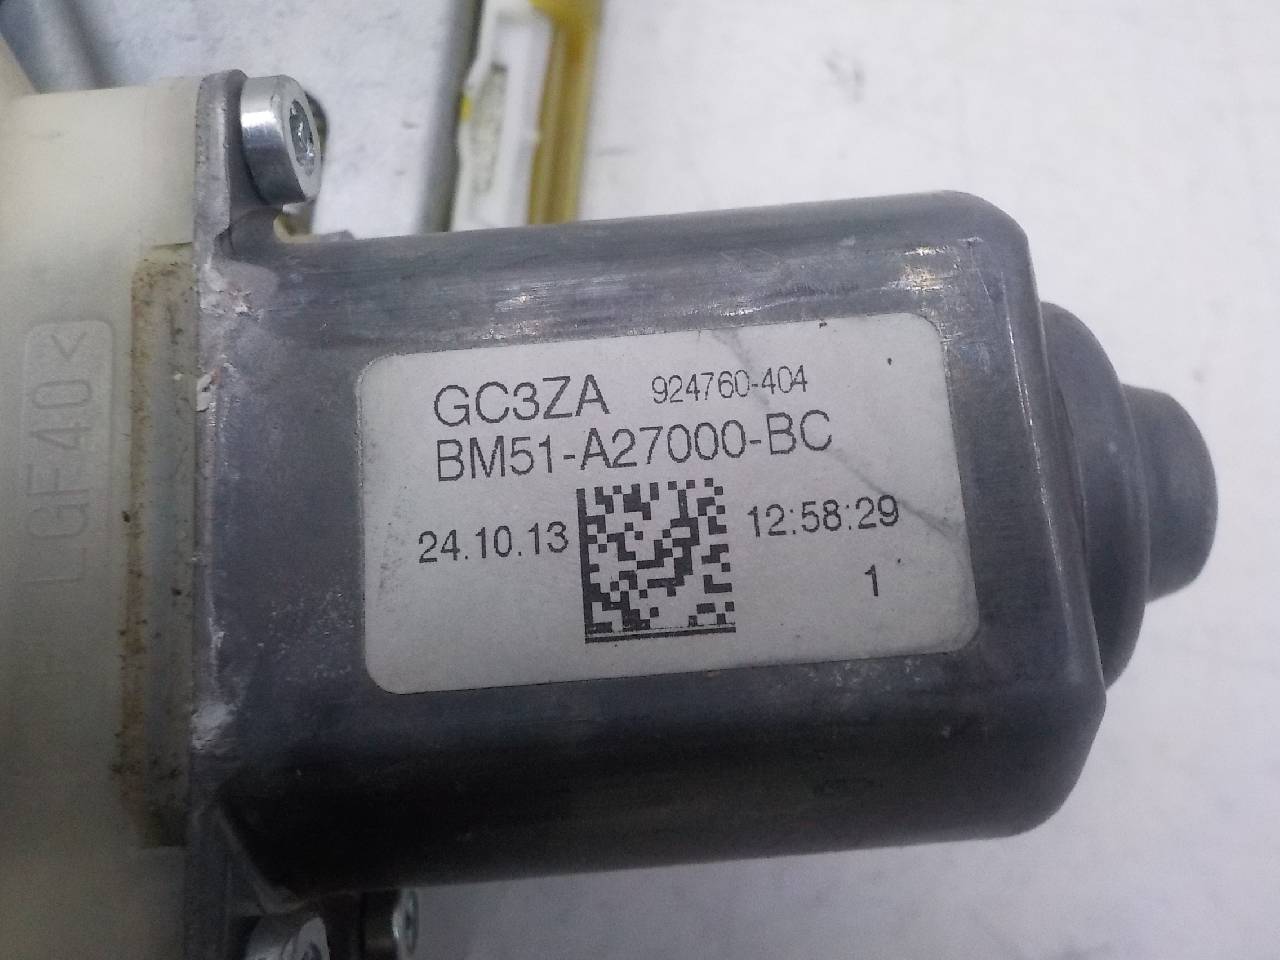 GC3ZA 924760-404
BM51-A27000-BC
24.10.13 12:58:29
1
LGF40<